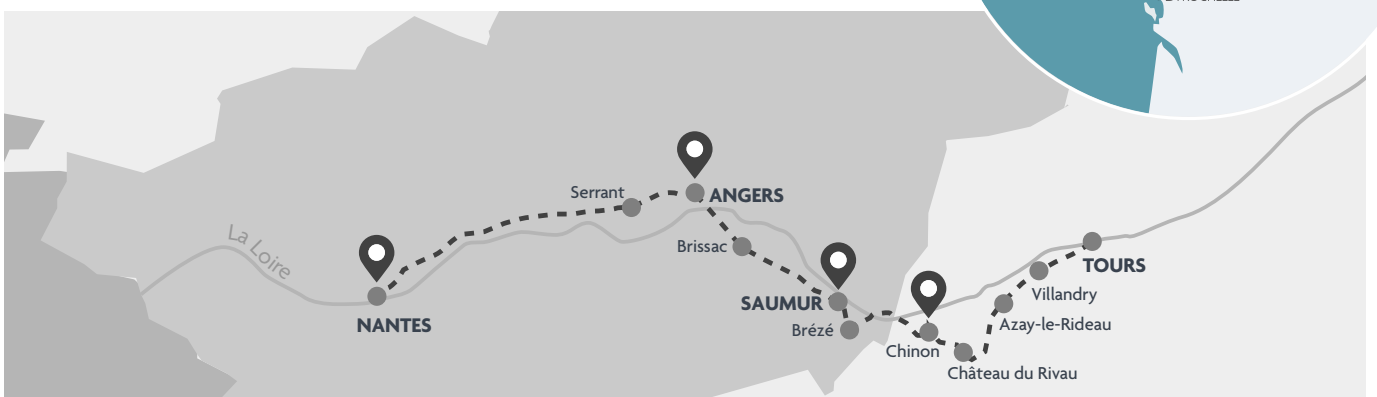 Serrant
ANGERS
La Loire
Brissac
TOURS
Villandry
SAUMUR
NANTES
Brézé
Azay-le-Rideau
Chinon
Château du Rivau